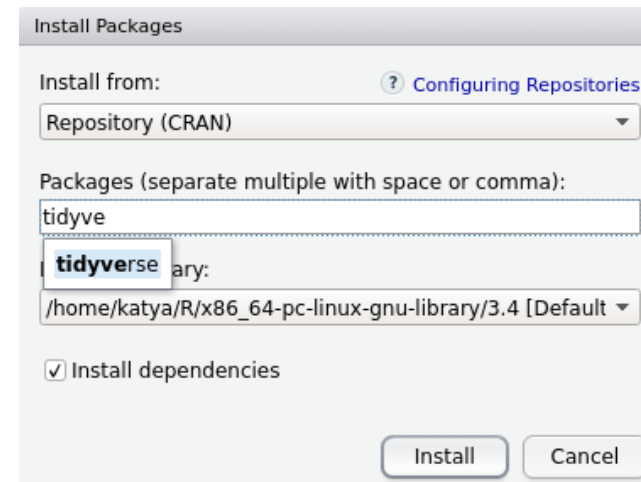 Install Packages
Install from:
? Configuring Repositories
Repository (CRAN)
Packages (separate multiple with space or comma):
tidyve
tidyverse
ary:
/home/katya/R/x86_64-pc-linux-gnu-library/3.4 [Default
Install dependencies
Install Cancel